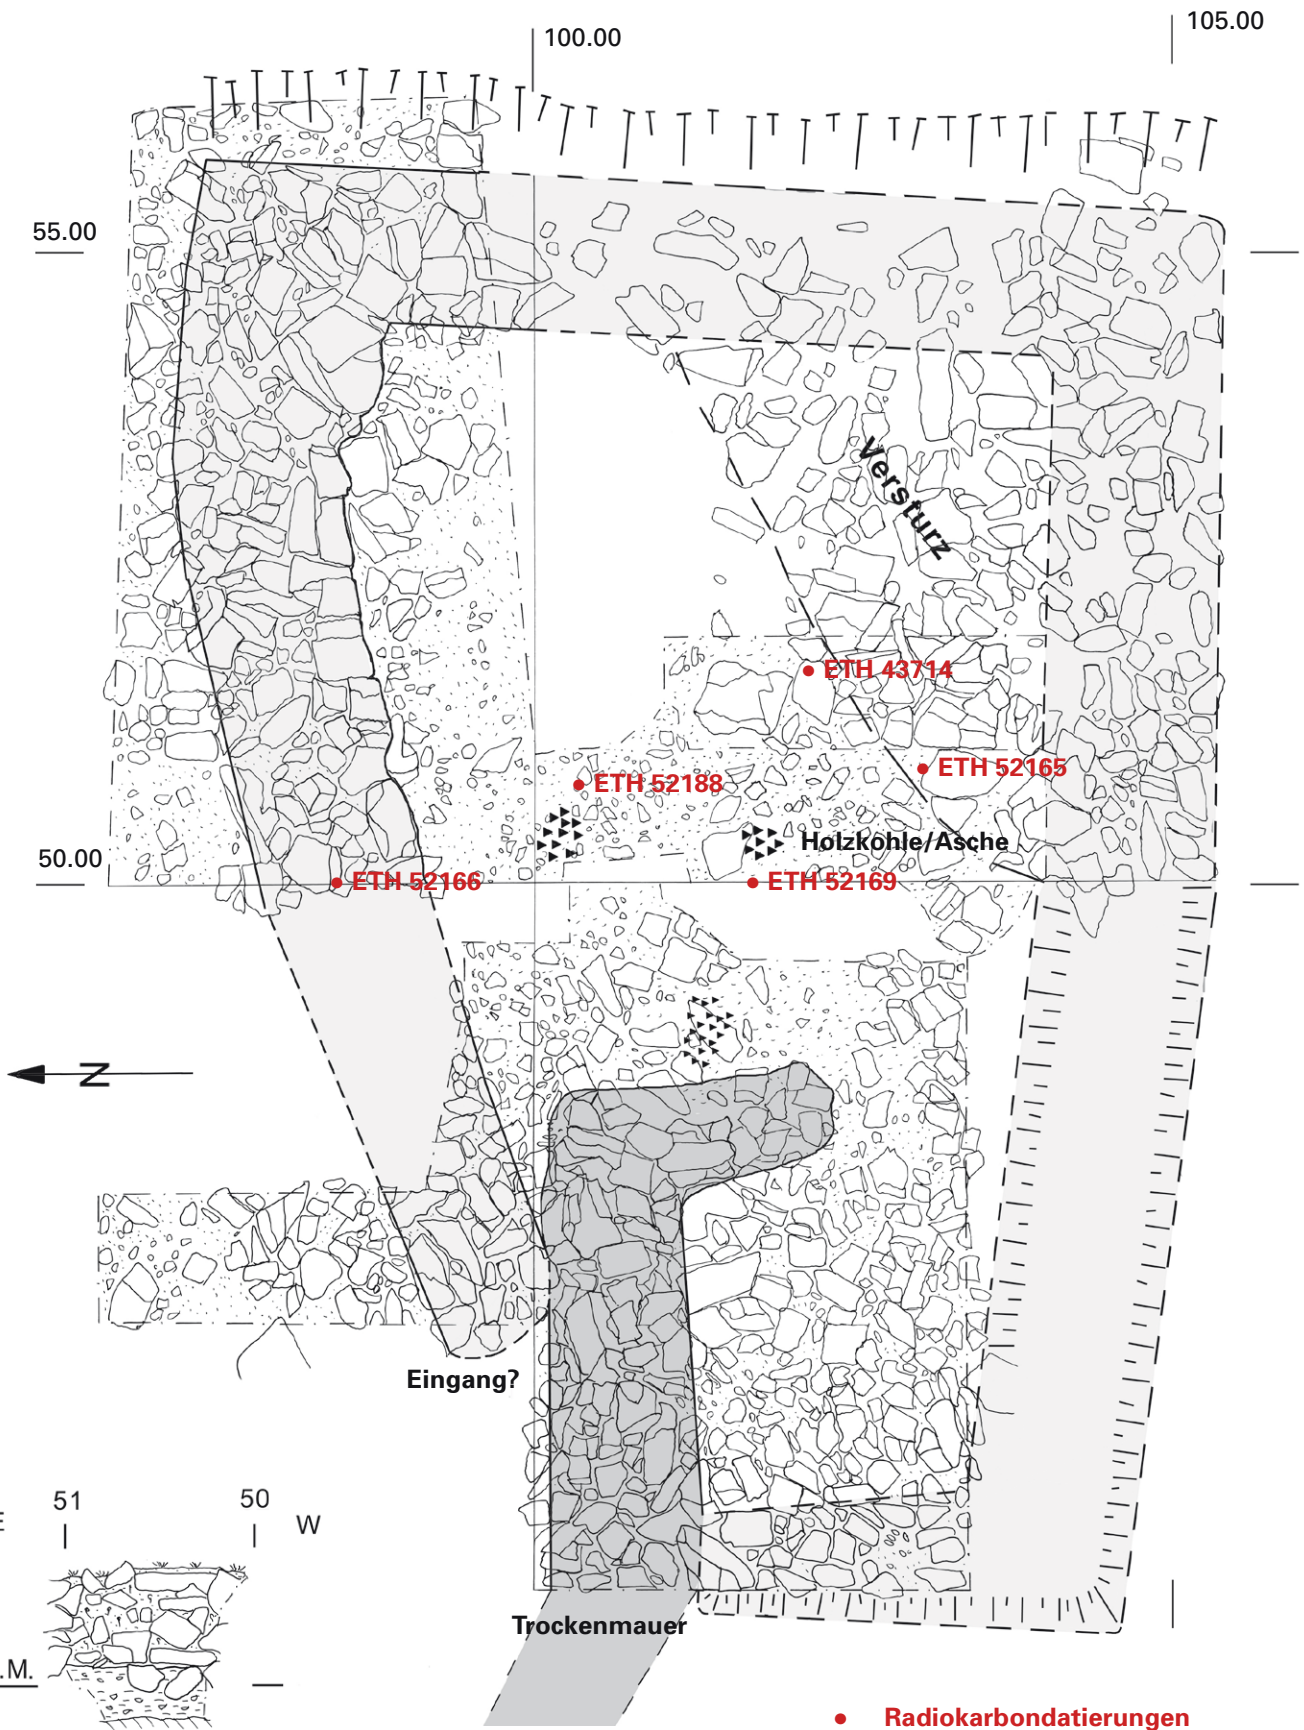 100.00
105.00
55.00
Versturz
ETH 43714
ETH 52165
ETH 52188
Holzkohle/Asche
50.00
ETH 52166
ETH 52169
N
Eingang?
51
50
E
W
Trockenmauer
.M.
Radiokarbondatierungen